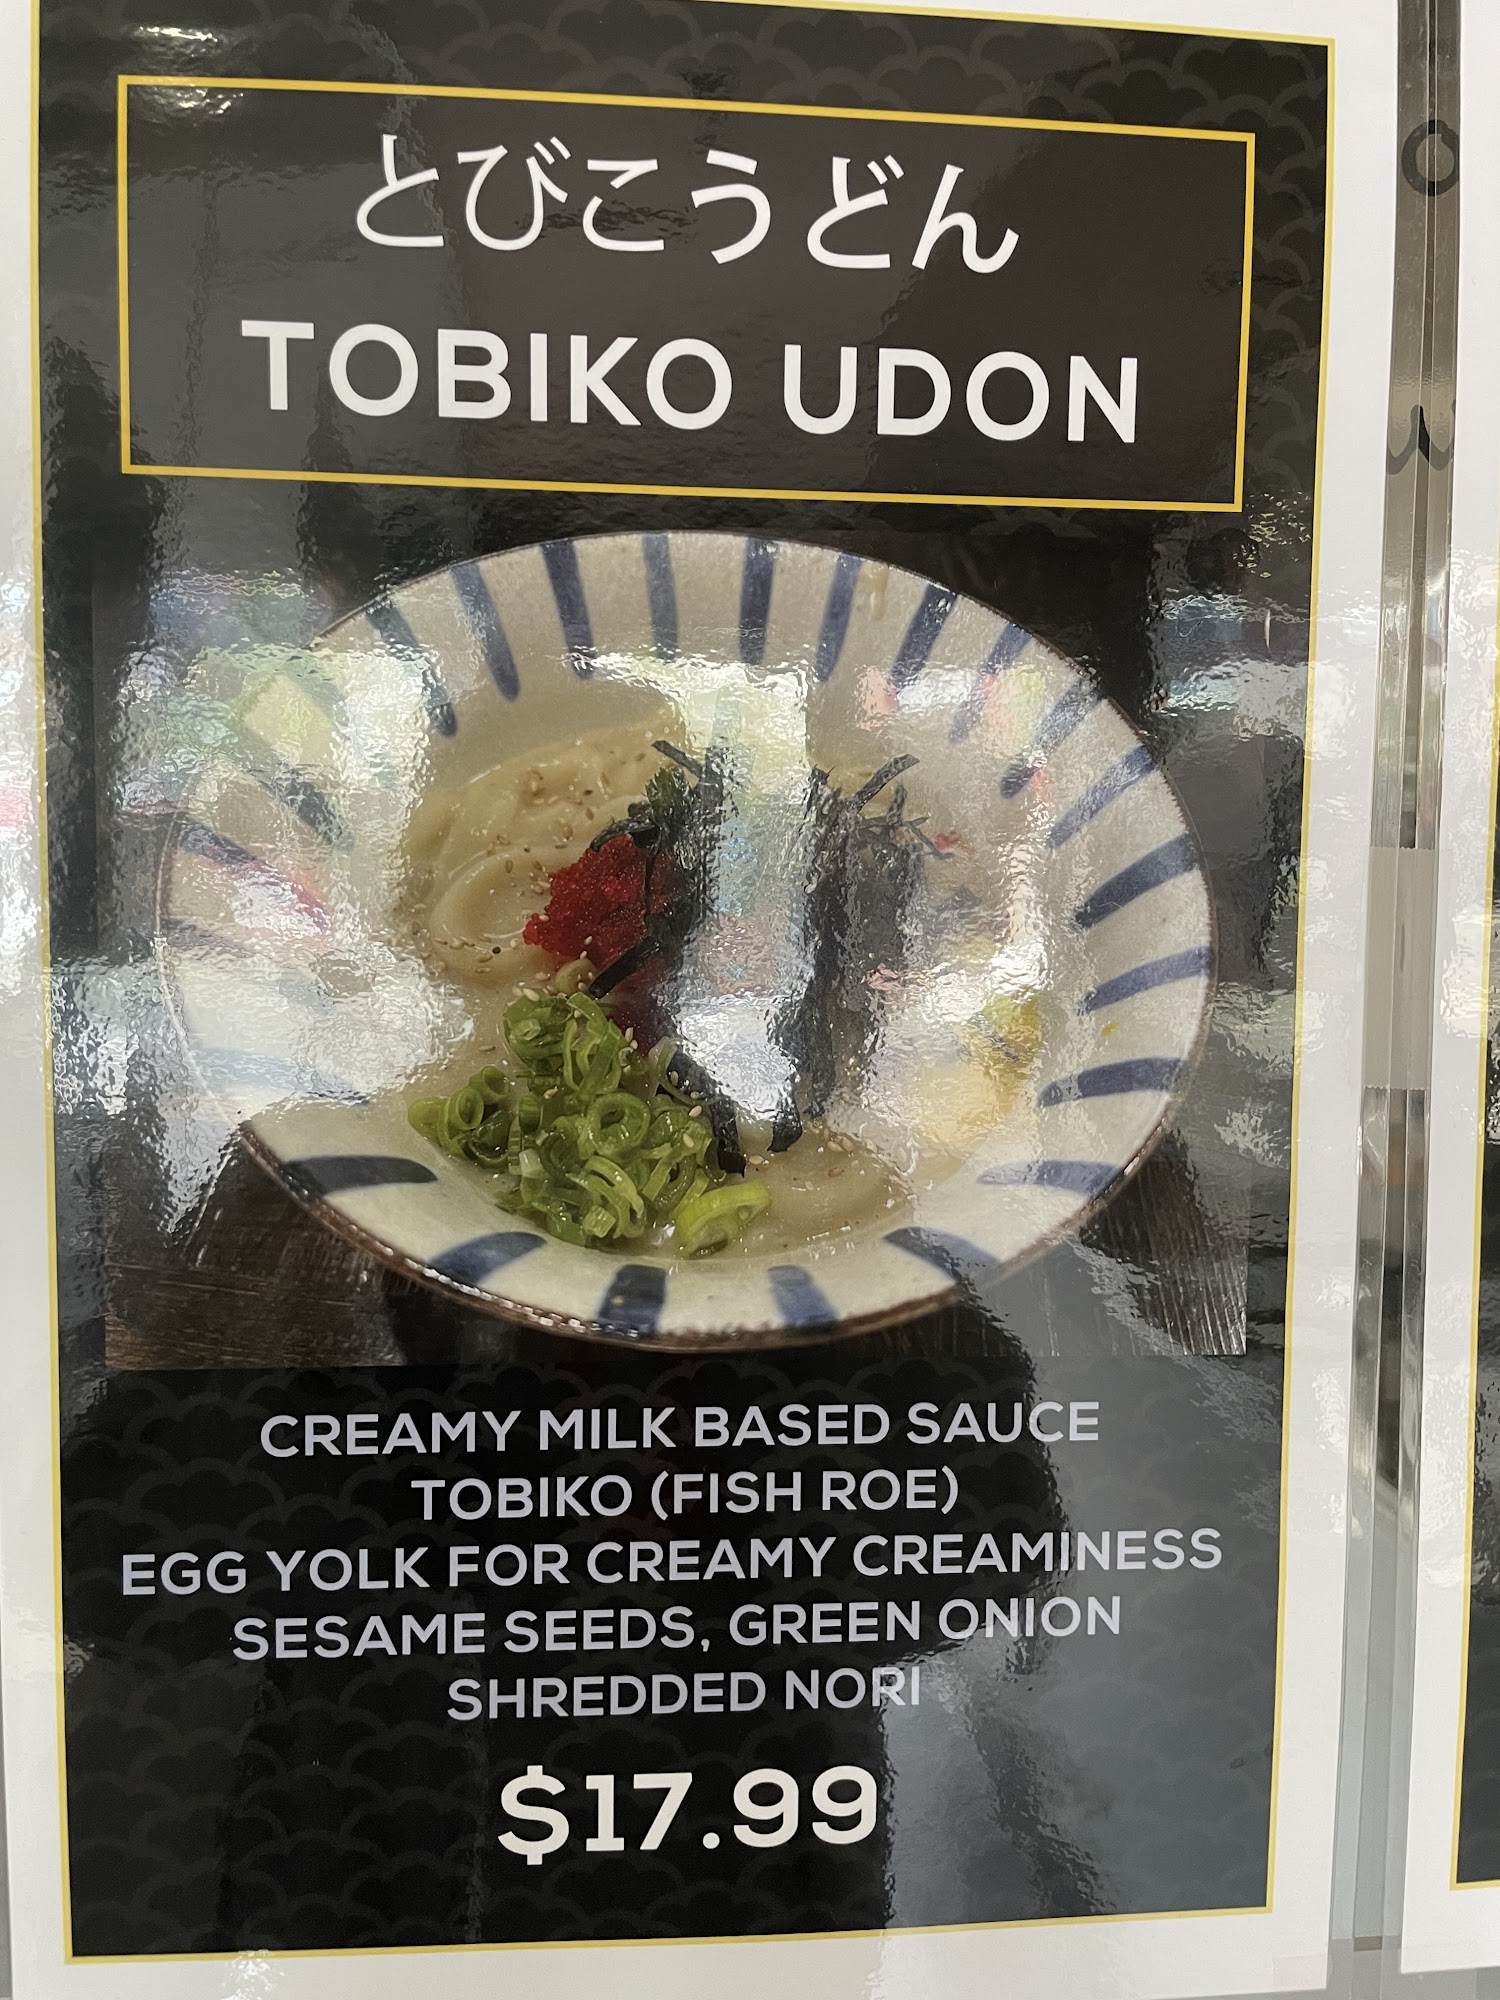 とびこうどん
TOBIKO UDON
CREAMY MILK BASED SAUCE
TOBIKO (FISH ROE)
EGG YOLK FOR CREAMY CREAMINESS
SESAME SEEDS, GREEN ONION
SHREDDED NORI
$17.99